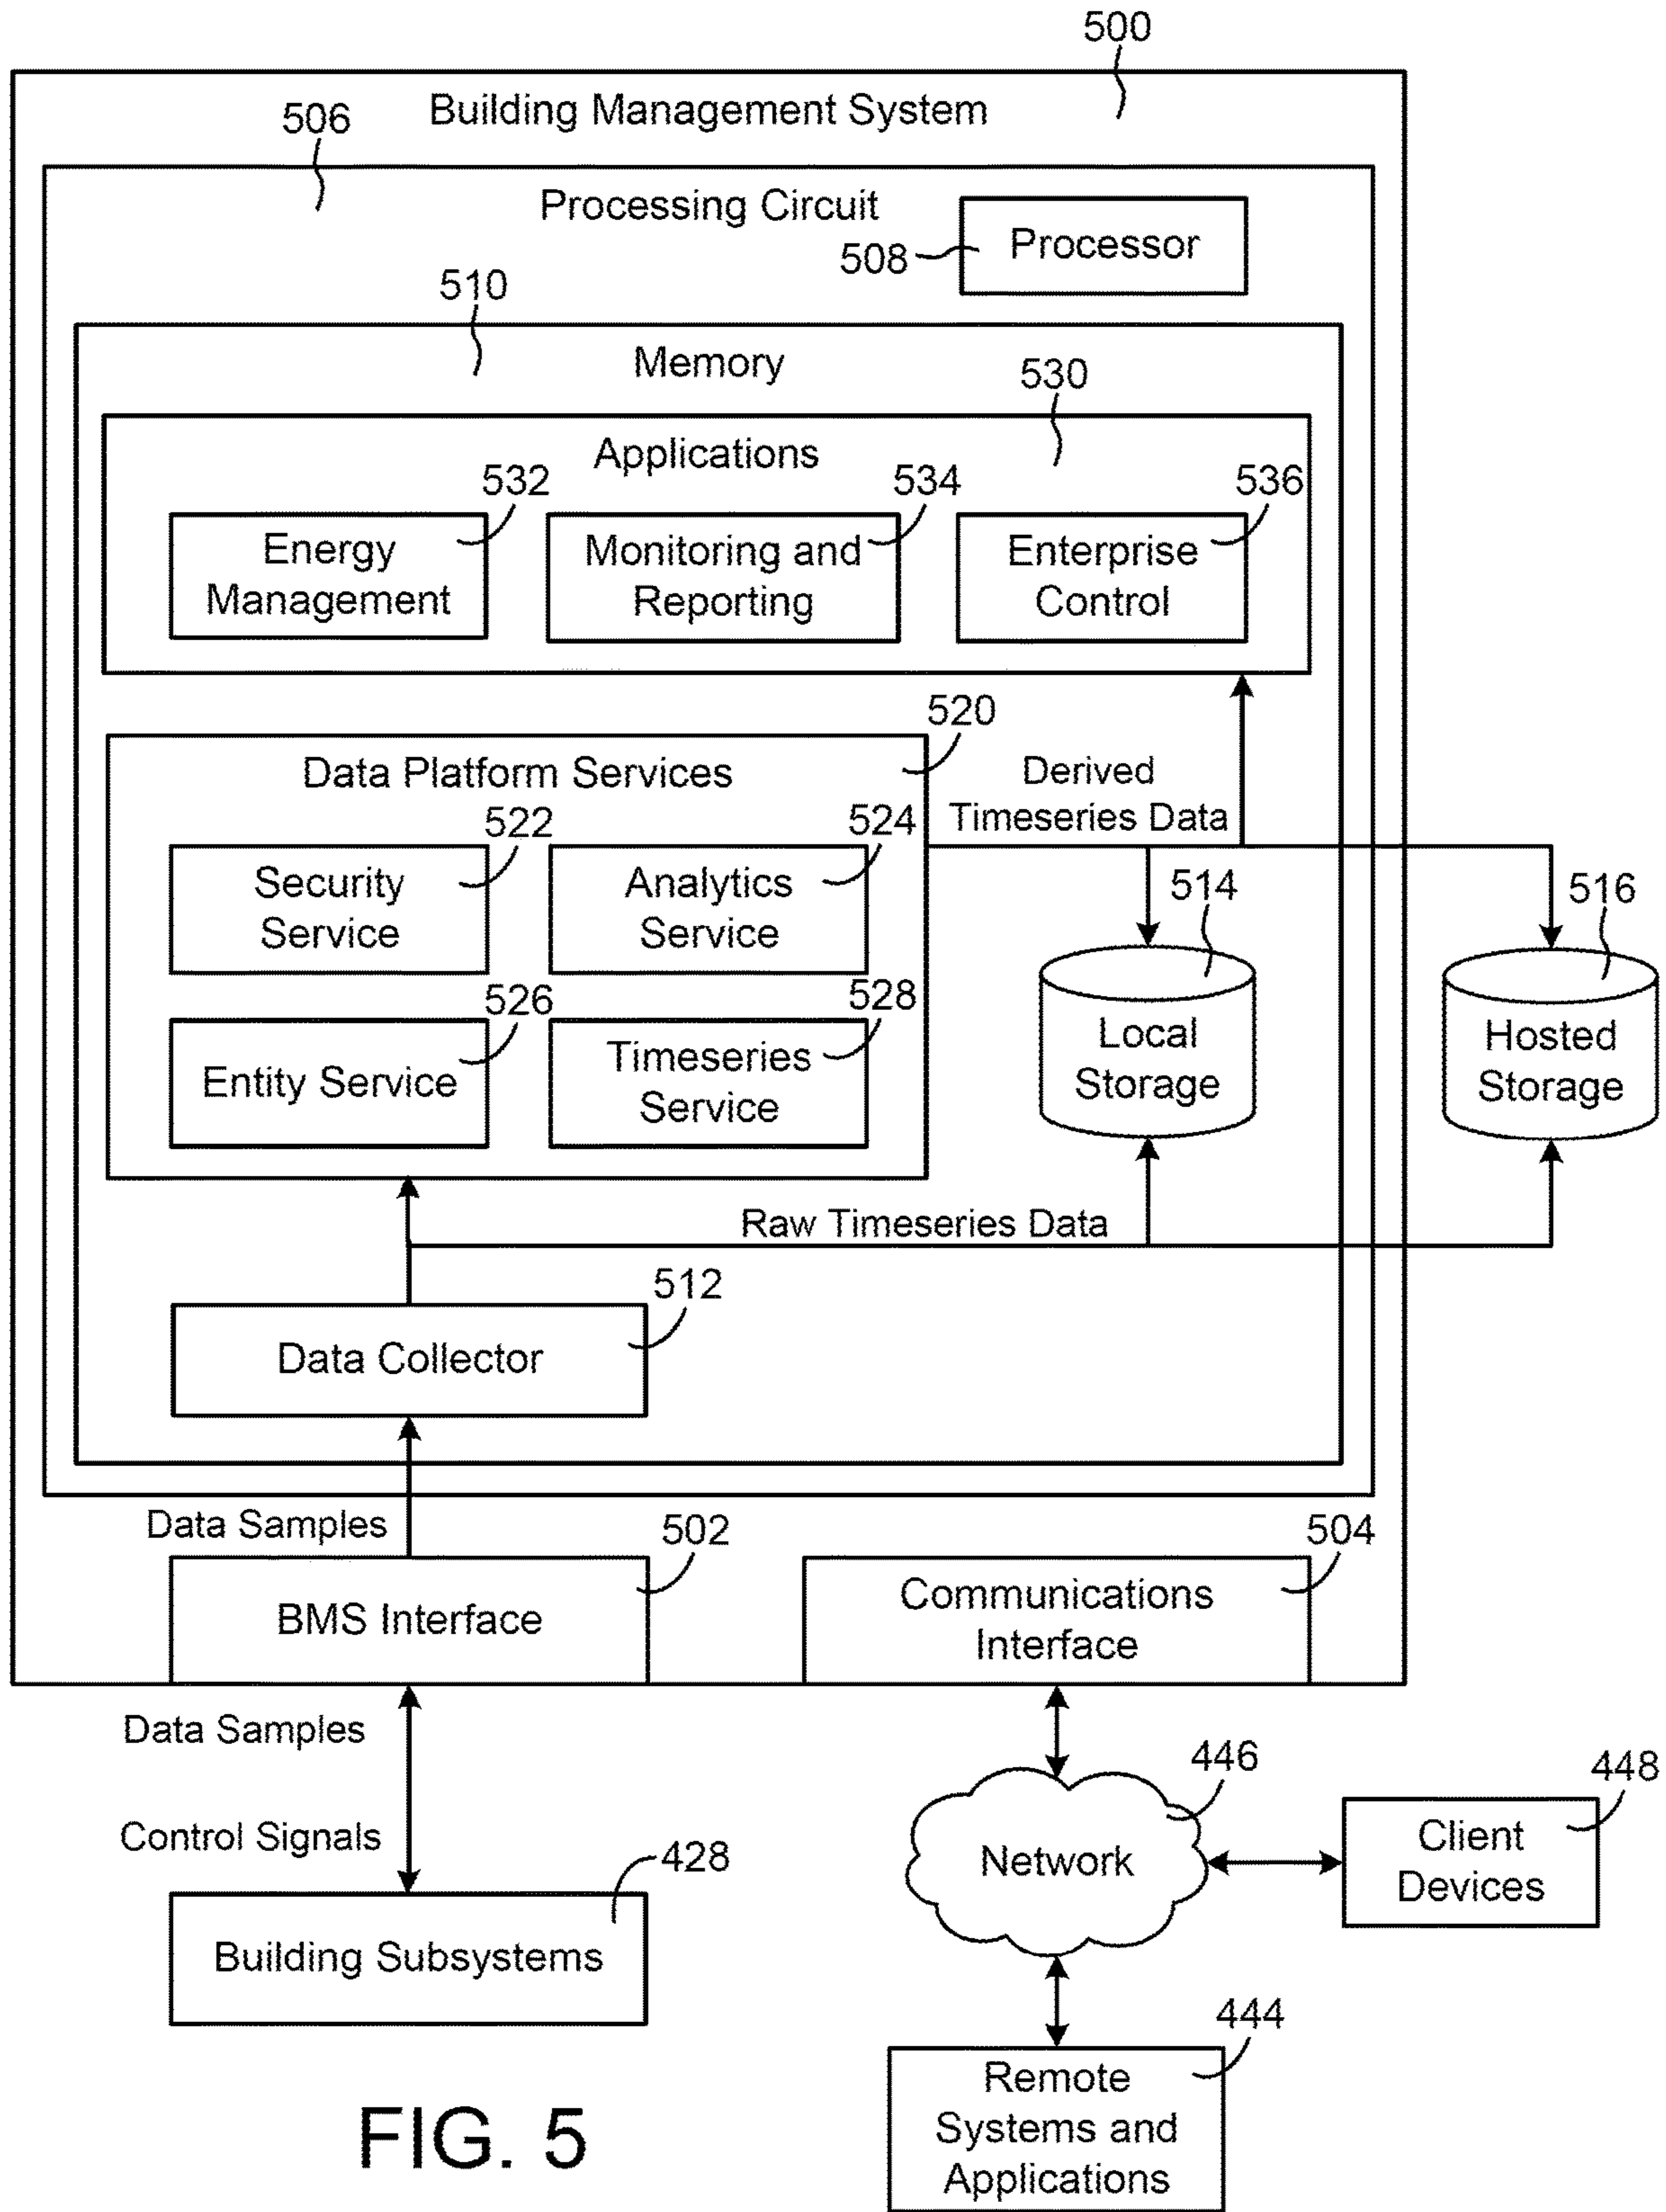 500
Building Management System
506
Processing Circuit
Processor
508
510
Memory
530
Applications
532
534
536
Energy
Management
Monitoring and
Reporting
Enterprise
Control
520
Data Platform Services
Derived
Timeseries Data
522
524
Security
Service
Analytics
Service
514
516
526
528
Entity Service
Timeseries
Service
Local
Storage
Hosted
Storage
Raw Timeseries Data
512
Data Collector
Data Samples
502
504
BMS Interface
Communications
Interface
Data Samples
446
448
Control Signals
Network
Client
Devices
428
Building Subsystems
444
Remote
Systems and
Applications
FIG. 5